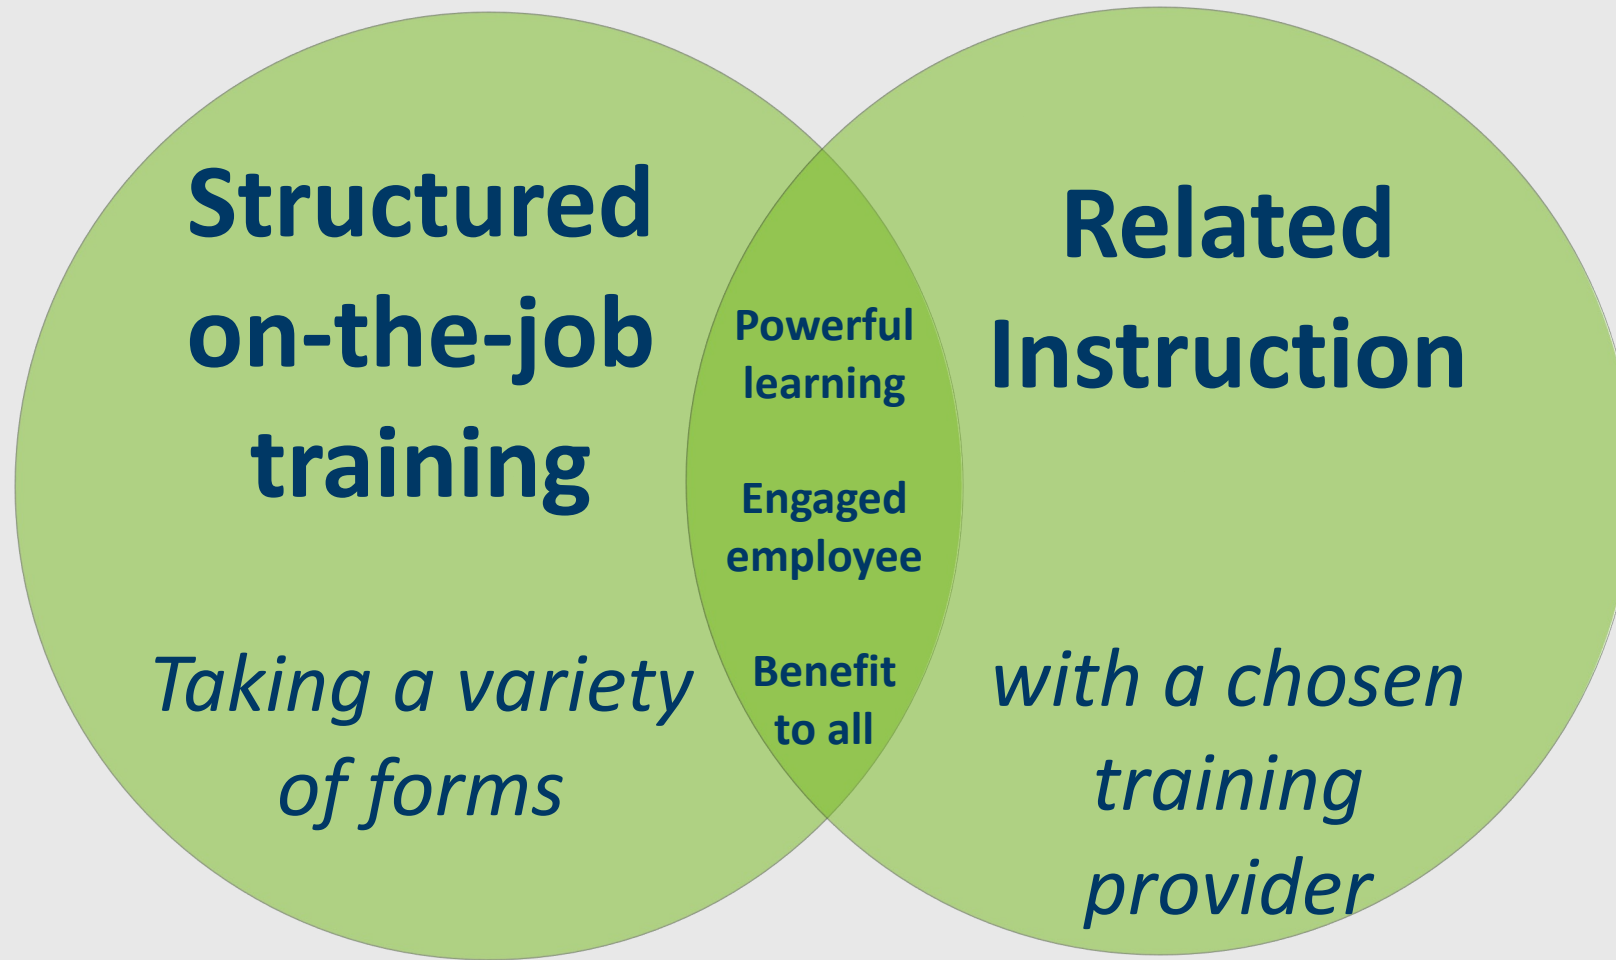 Structured
on-the-job
training
Taking a variety
of forms
Powerful
learning
Engaged
employee
Benefit
to all
Related
Instruction
with a chosen
training
provider